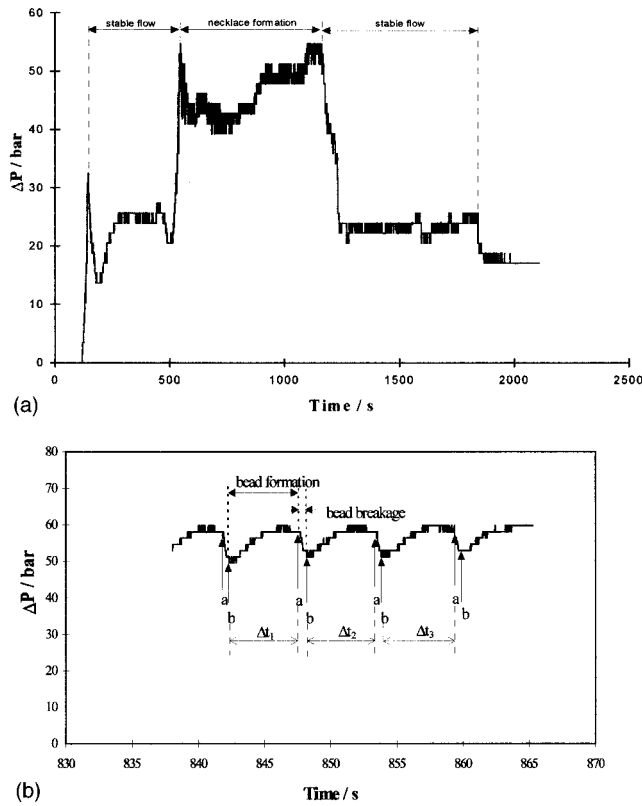 stable flow necklace formation stable flow
60
50
40
30
20
10
0
ΔP / bar
0 500 1000 1500 2000 2500
Time / s
(a)
80
70
60
50
40
30
20
10
0
ΔP / bar
bead formation
bead breakage
a a a a
b b b b
Δt₁ Δt₂ Δt₃
830 835 840 845 850 855 860 865 870
Time / s
(b)